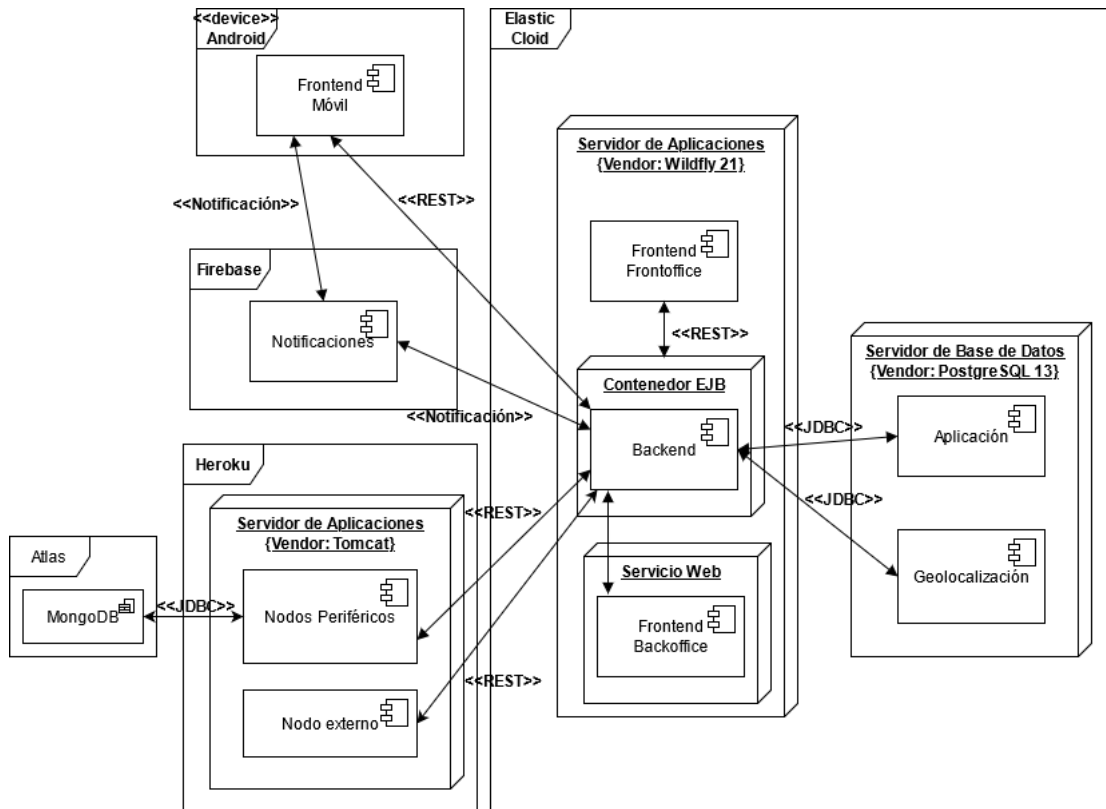 <<device>>
Android
Frontend
Móvil
<<Notificación>>
<<REST>>
Firebase
Notificaciones
<<Notificación>>
Heroku
Servidor de Aplicaciones
{Vendor: Tomcat}
<<REST>>
Atlas
MongoDB
<<JDBC>>
Nodos Periféricos
<<REST>>
Nodo externo
Elastic
Cloid
Servidor de Aplicaciones
{Vendor: Wildfly 21}
Frontend
Frontoffice
<<REST>>
Contenedor EJB
Backend
Servicio Web
Frontend
Backoffice
<<JDBC>>
<<JDBC>>
Servidor de Base de Datos
{Vendor: PostgreSQL 13}
Aplicación
Geolocalización